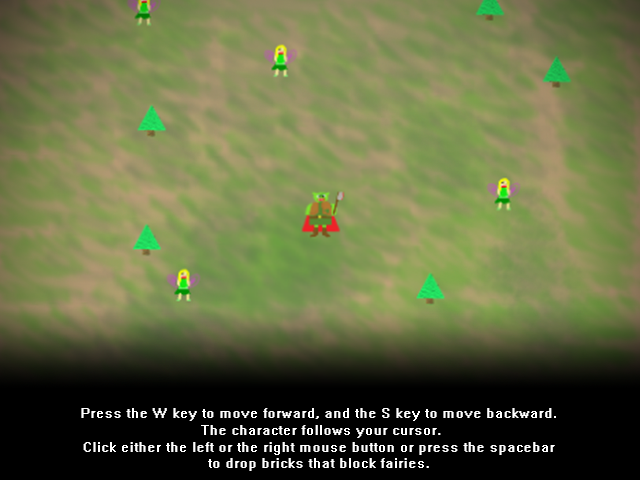 Press the W key to move forward, and the S key to move backward.
The character follows your cursor.
Click either the left or the right mouse button or press the spacebar
to drop bricks that block fairies.